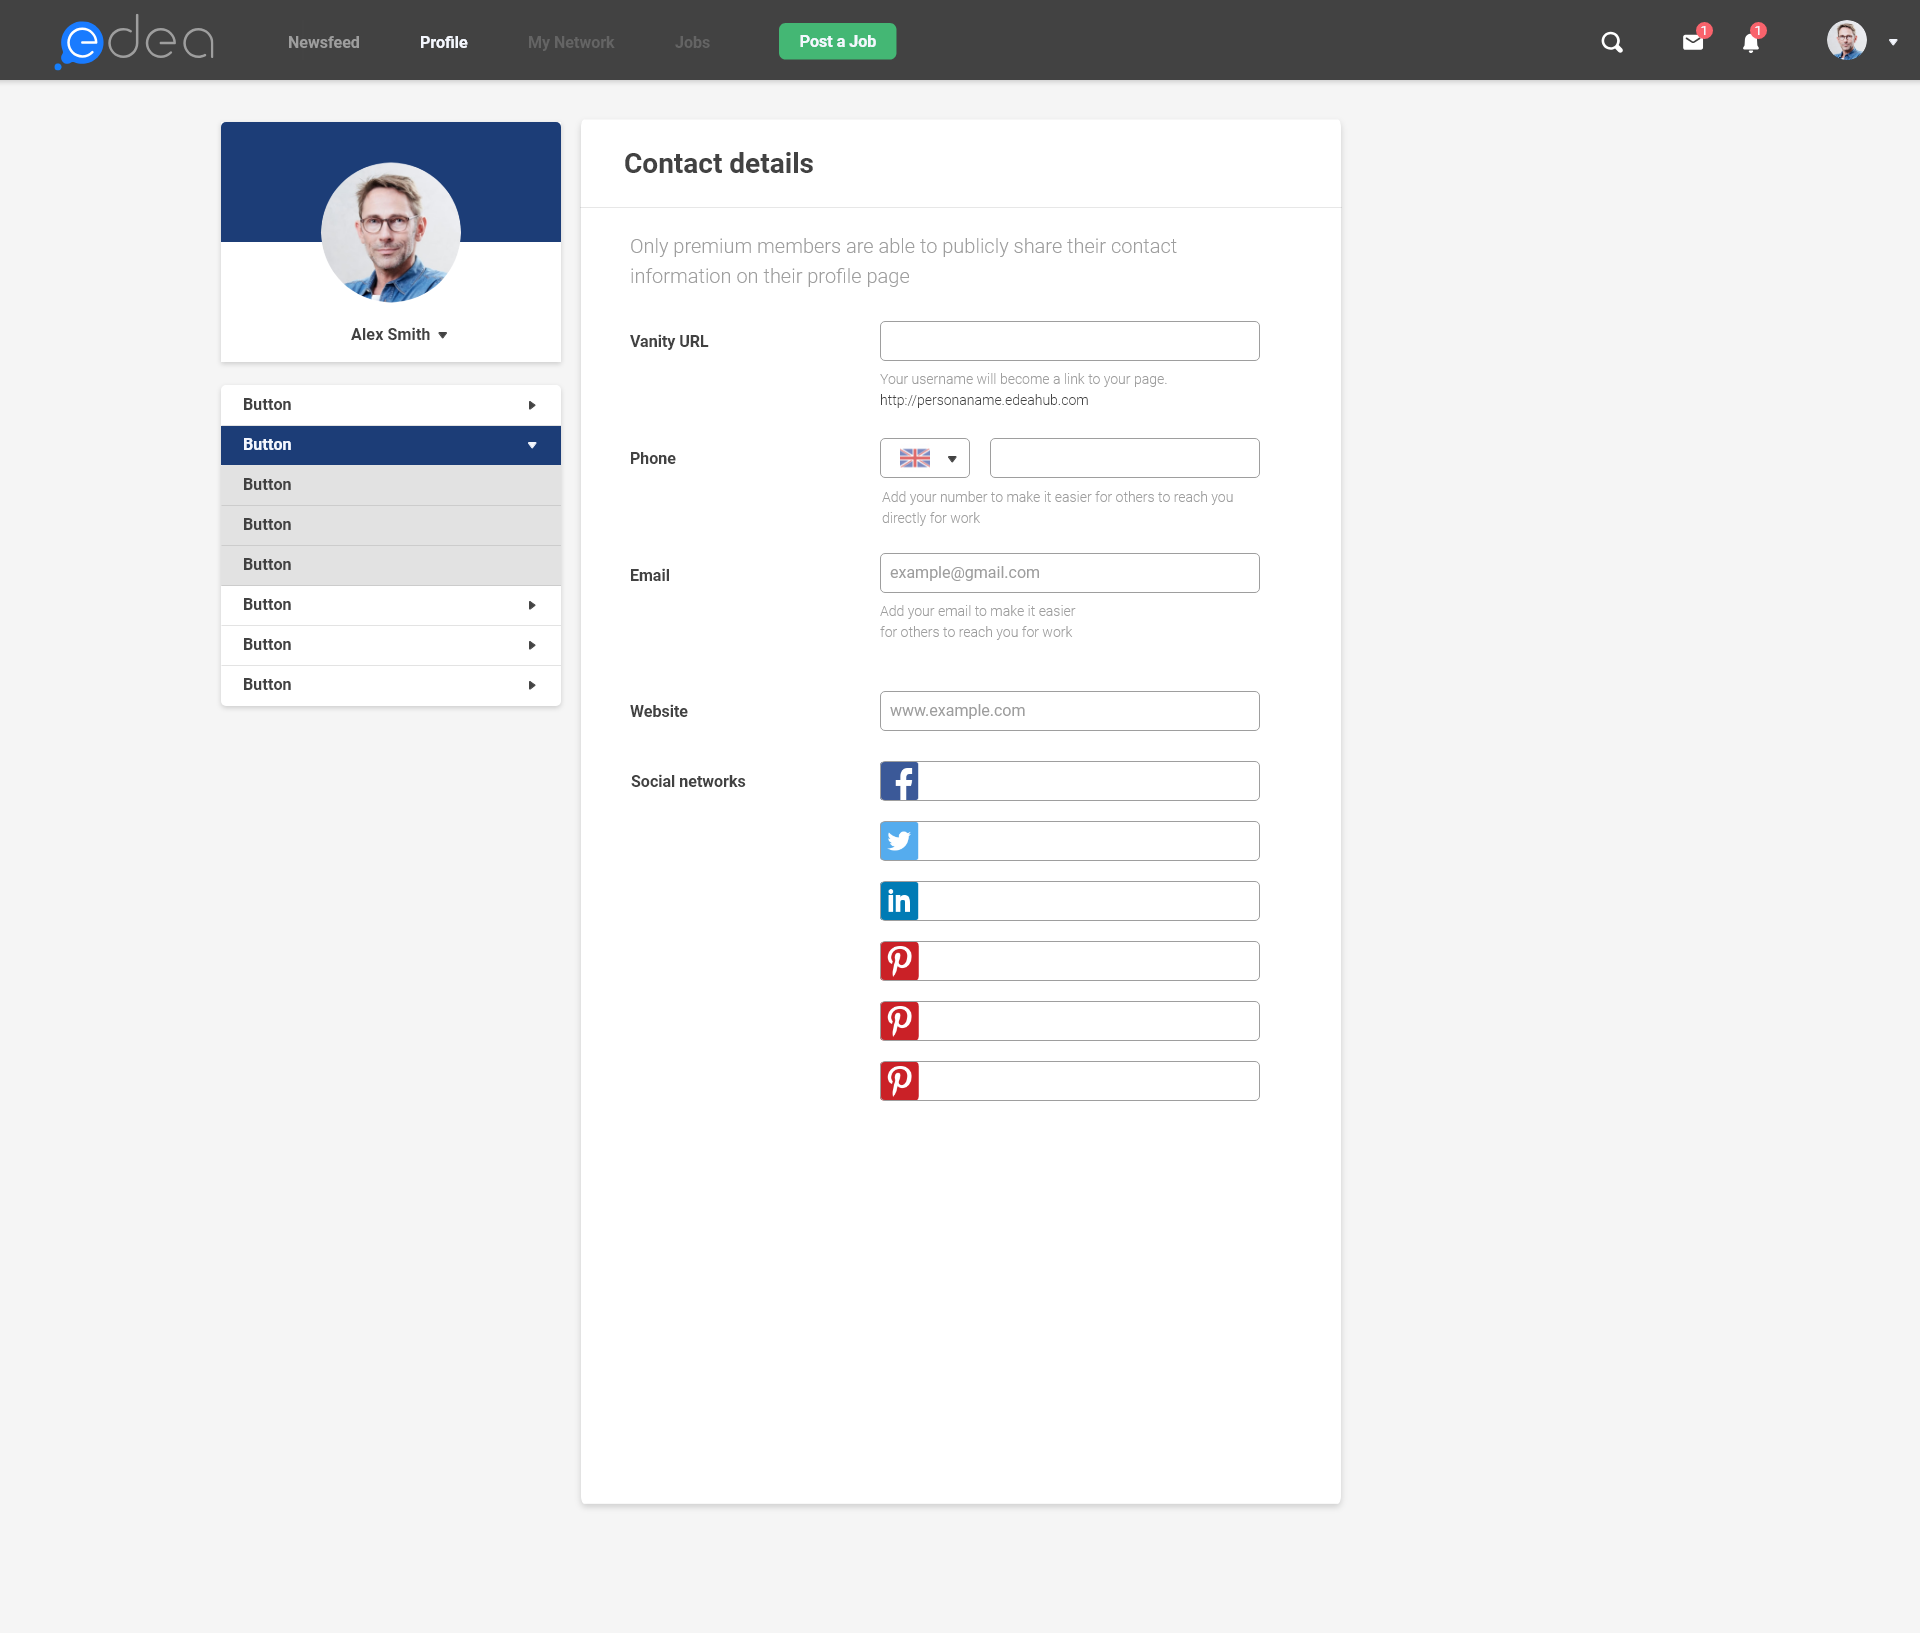 edea
Newsfeed
Profile
My Network
Jobs
Post a Job
1
1
Alex Smith
Button
Button
Button
Button
Button
Button
Button
Button
Contact details
Only premium members are able to publicly share their contact
information on their profile page
Vanity URL
Your username will become a link to your page.
http://personaname.edeahub.com
Phone
Add your number to make it easier for others to reach you
directly for work
Email
example@gmail.com
Add your email to make it easier
for others to reach you for work
Website
www.example.com
Social networks
f
in